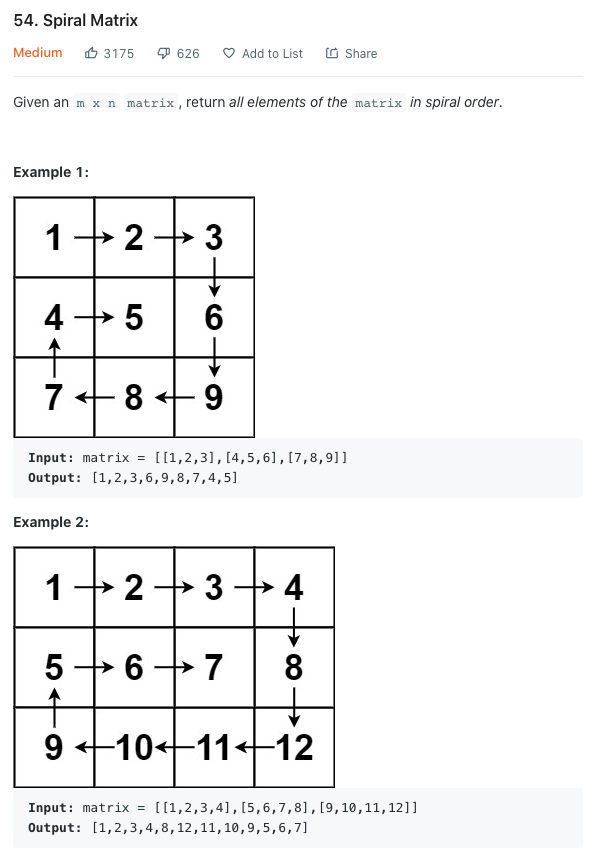 54. Spiral Matrix
Medium 3175 626 Add to List Share
Given an m x n matrix, return all elements of the matrix in spiral order.
Example 1:
1 2 3
4 5 6
7 8 9
Input: matrix = [[1,2,3],[4,5,6],[7,8,9]]
Output: [1,2,3,6,9,8,7,4,5]
Example 2:
1 2 3 4
5 6 7 8
9 10 11 12
Input: matrix = [[1,2,3,4],[5,6,7,8],[9,10,11,12]]
Output: [1,2,3,4,8,12,11,10,9,5,6,7]